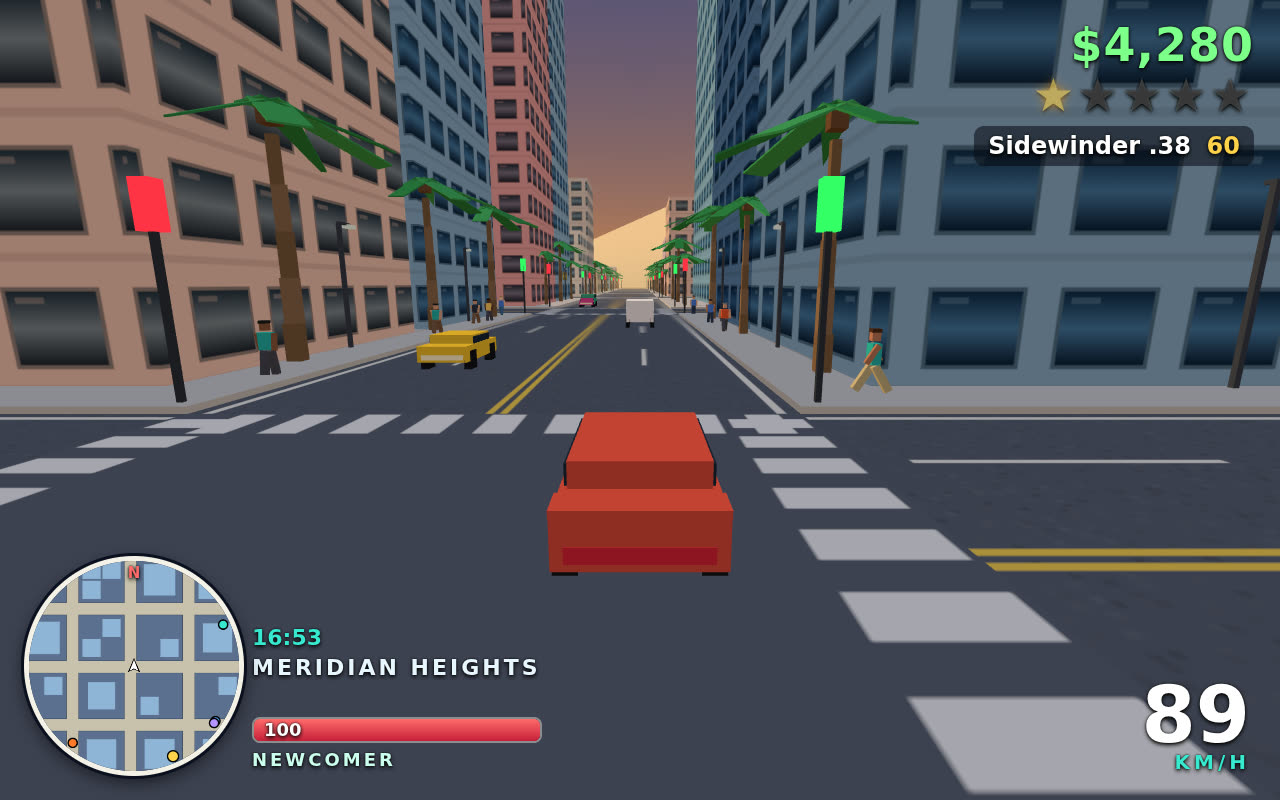 $4,280
Sidewinder .38 60
N
16:53
MERIDIAN HEIGHTS
100
NEWCOMER
89
KM/H